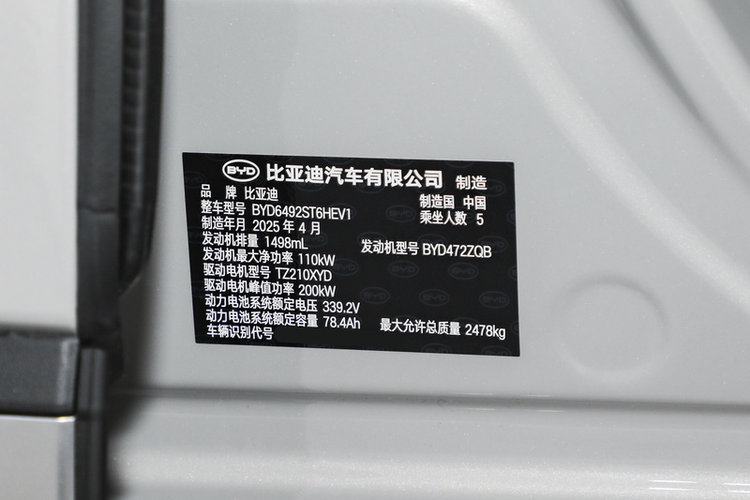 BYD 比亚迪汽车有限公司 制造
品 牌 比亚迪 制造国 中国
整车型号 BYD6492ST6HEV1 乘坐人数 5
制造年月 2025 年 4 月
发动机排量 1498mL 发动机型号 BYD472ZQB
发动机最大净功率 110kW
驱动电机型号 TZ210XYD
驱动电机峰值功率 200kW
动力电池系统额定电压 339.2V
动力电池系统额定容量 78.4Ah 最大允许总质量 2478kg
车辆识别代号